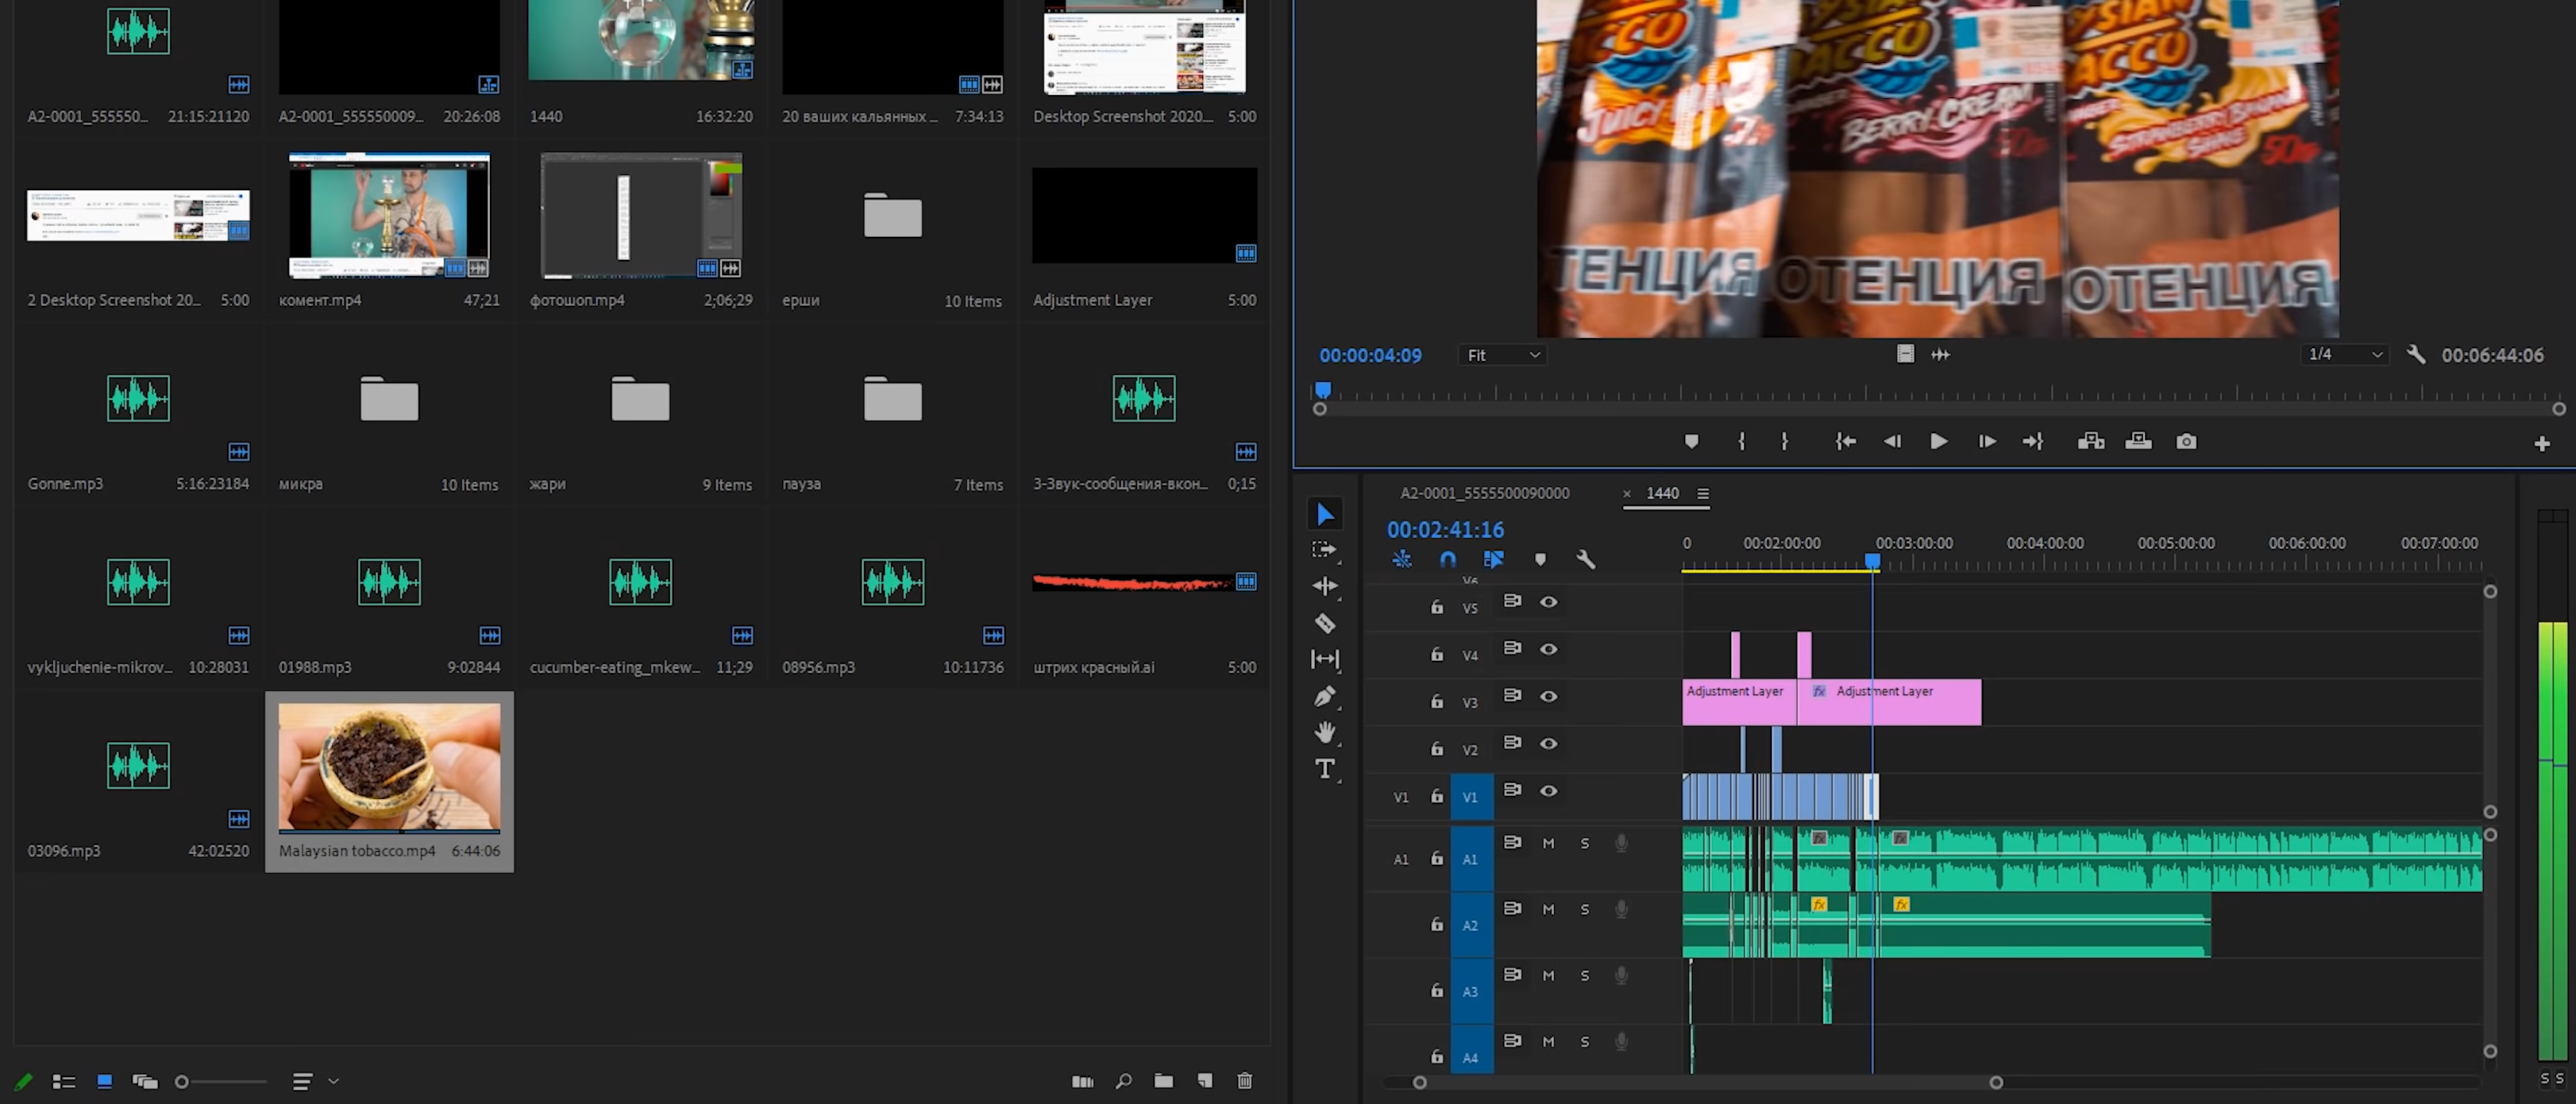 A2-0001_555550... 21:15:21120
A2-0001_555550009... 20:26:08
1440 16:32:20
20 ваших кальянных ... 7:34:13
Desktop Screenshot 2020.... 5:00
2 Desktop Screenshot 20... 5:00
комент.mp4 47;21
фотошоп.mp4 2;06;29
ерши 10 Items
Adjustment Layer 5:00
Gonne.mp3 5:16:23184
микра 10 Items
жари 9 Items
пауза 7 Items
3-Звук-сообщения-вкон... 0;15
vykljuchenie-mikrov... 10:28031
01988.mp3 9:02844
cucumber-eating_mkew... 11;29
08956.mp3 10:11736
штрих красный.ai 5:00
03096.mp3 42:02520
Malaysian tobacco.mp4 6:44:06
BERRY CREAM
ТЕНЦИЯ ОТЕНЦИЯ ОТЕНЦИЯ
00:00:04:09 Fit 1/4 00:06:44:06
A2-0001_5555500090000 × 1440
00:02:41:16
0 00:02:00:00 00:03:00:00 00:04:00:00 00:05:00:00 00:06:00:00 00:07:00:00
V5
V4
V3 Adjustment Layer fx Adjustment Layer
V2
V1 V1
A1 A1 M S fx fx
A2 M S fx fx
A3 M S
A4 M S
S S